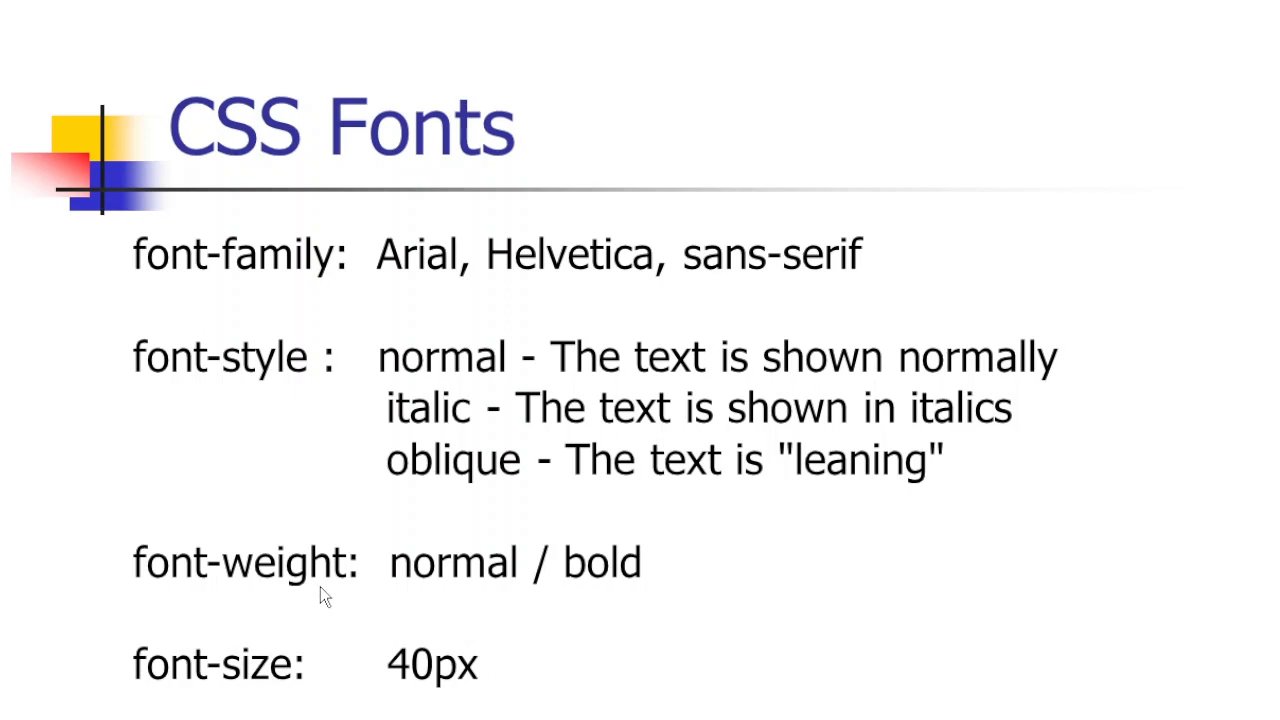 CSS Fonts
font-family: Arial, Helvetica, sans-serif
font-style : normal - The text is shown normally
italic - The text is shown in italics
oblique - The text is "leaning"
font-weight: normal / bold
font-size: 40px